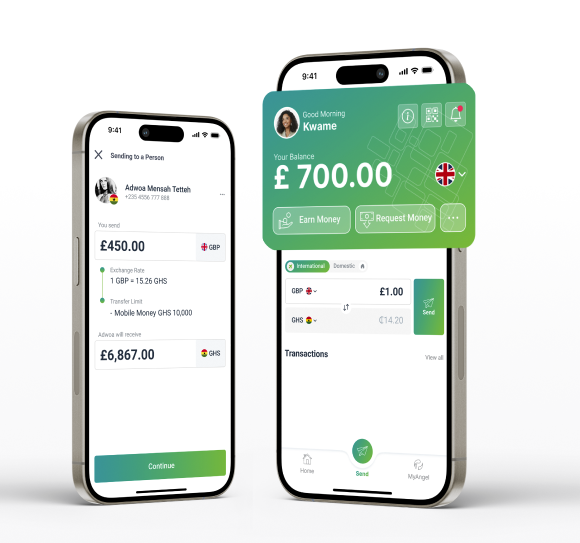 9:41
Sending to a Person
Adwoa Mensah Tetteh
+235 4556 777 888
...
You send
£450.00
GBP
Exchange Rate
1 GBP = 15.26 GHS
Transfer Limit
- Mobile Money GHS 10,000
Adwoa will receive
£6,867.00
GHS
Continue
9:41
Good Morning
Kwame
Your Balance
£ 700.00
Earn Money
Request Money
...
International
Domestic
GBP
£1.00
GHS
₵14.20
Send
Transactions
View all
Home
Send
MyAngel